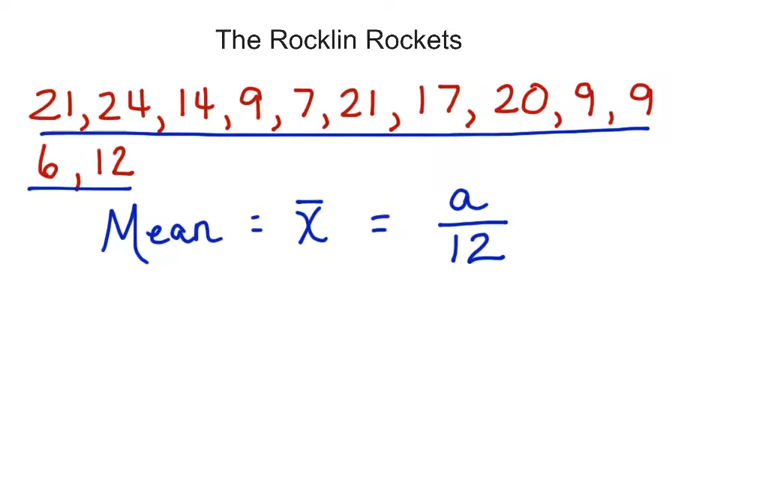 The Rocklin Rockets
21, 24, 14, 9, 7, 21, 17, 20, 9, 9
6, 12
Mean = x̄ = a/12